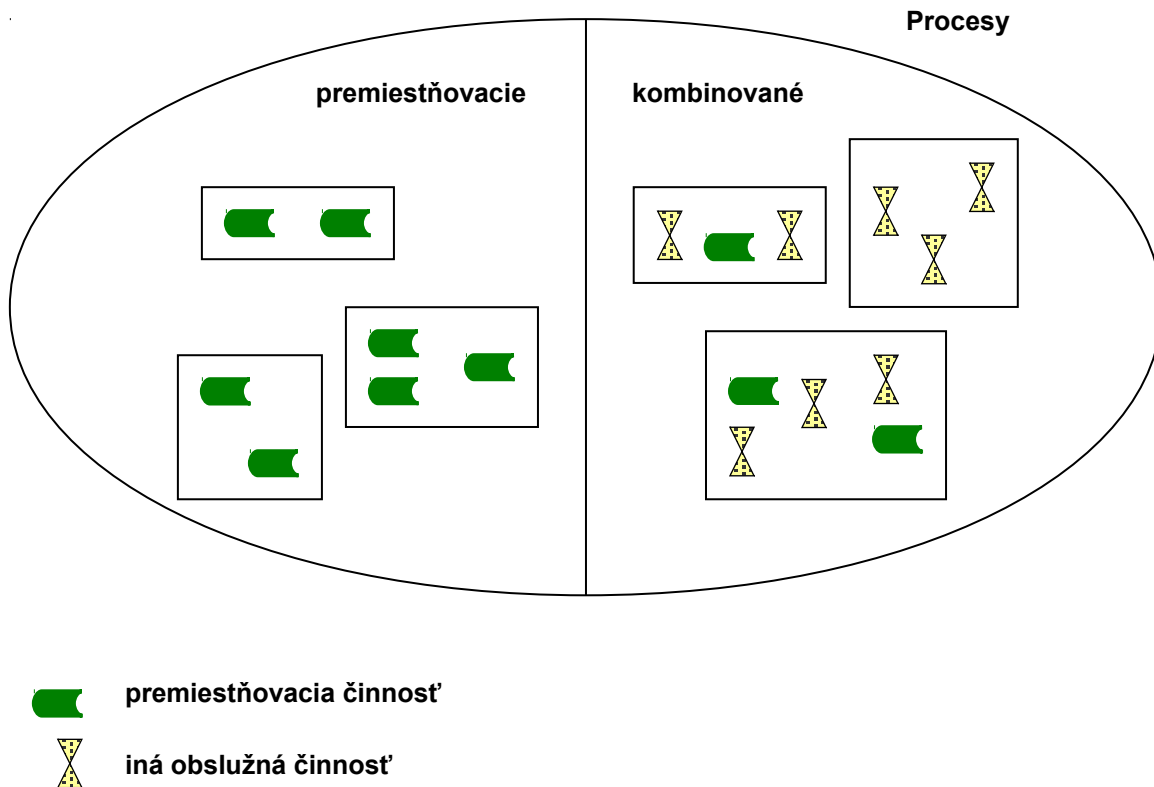 Procesy
premiestňovacie
kombinované
premiestňovacia činnosť
iná obslužná činnosť